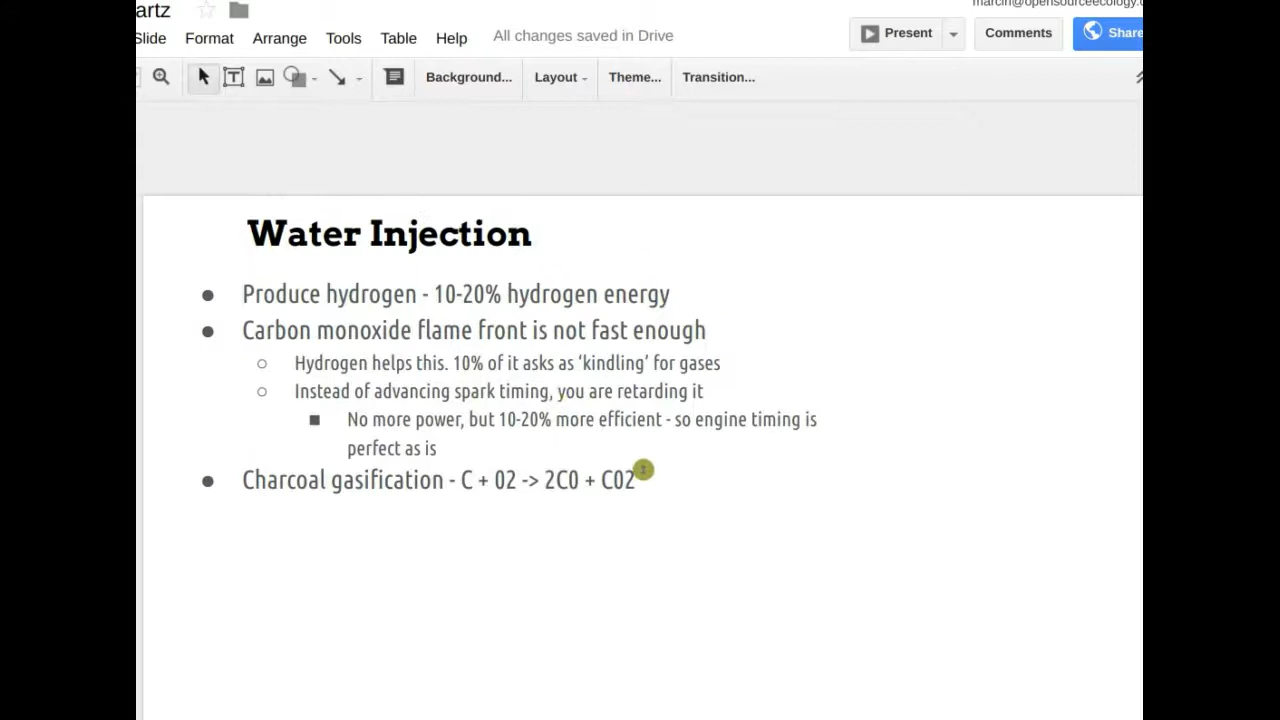 artz
marcin@opensourceecology.c
Slide Format Arrange Tools Table Help All changes saved in Drive
Present Comments Share
Background... Layout Theme... Transition...
Water Injection
Produce hydrogen - 10-20% hydrogen energy
Carbon monoxide flame front is not fast enough
Hydrogen helps this. 10% of it asks as ‘kindling’ for gases
Instead of advancing spark timing, you are retarding it
No more power, but 10-20% more efficient - so engine timing is
perfect as is
Charcoal gasification - C + 02 -> 2C0 + C02